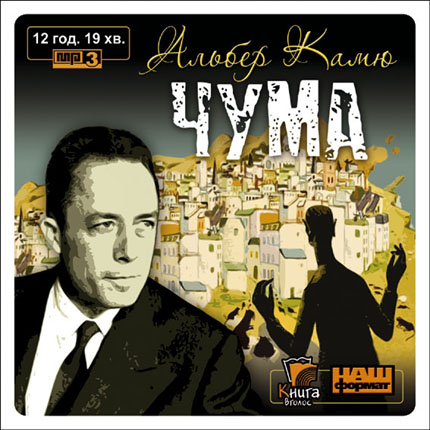 12 год. 19 хв.
MP3
Альбер Камю
ЧУМА
Книга
вголос
НАШ
формат